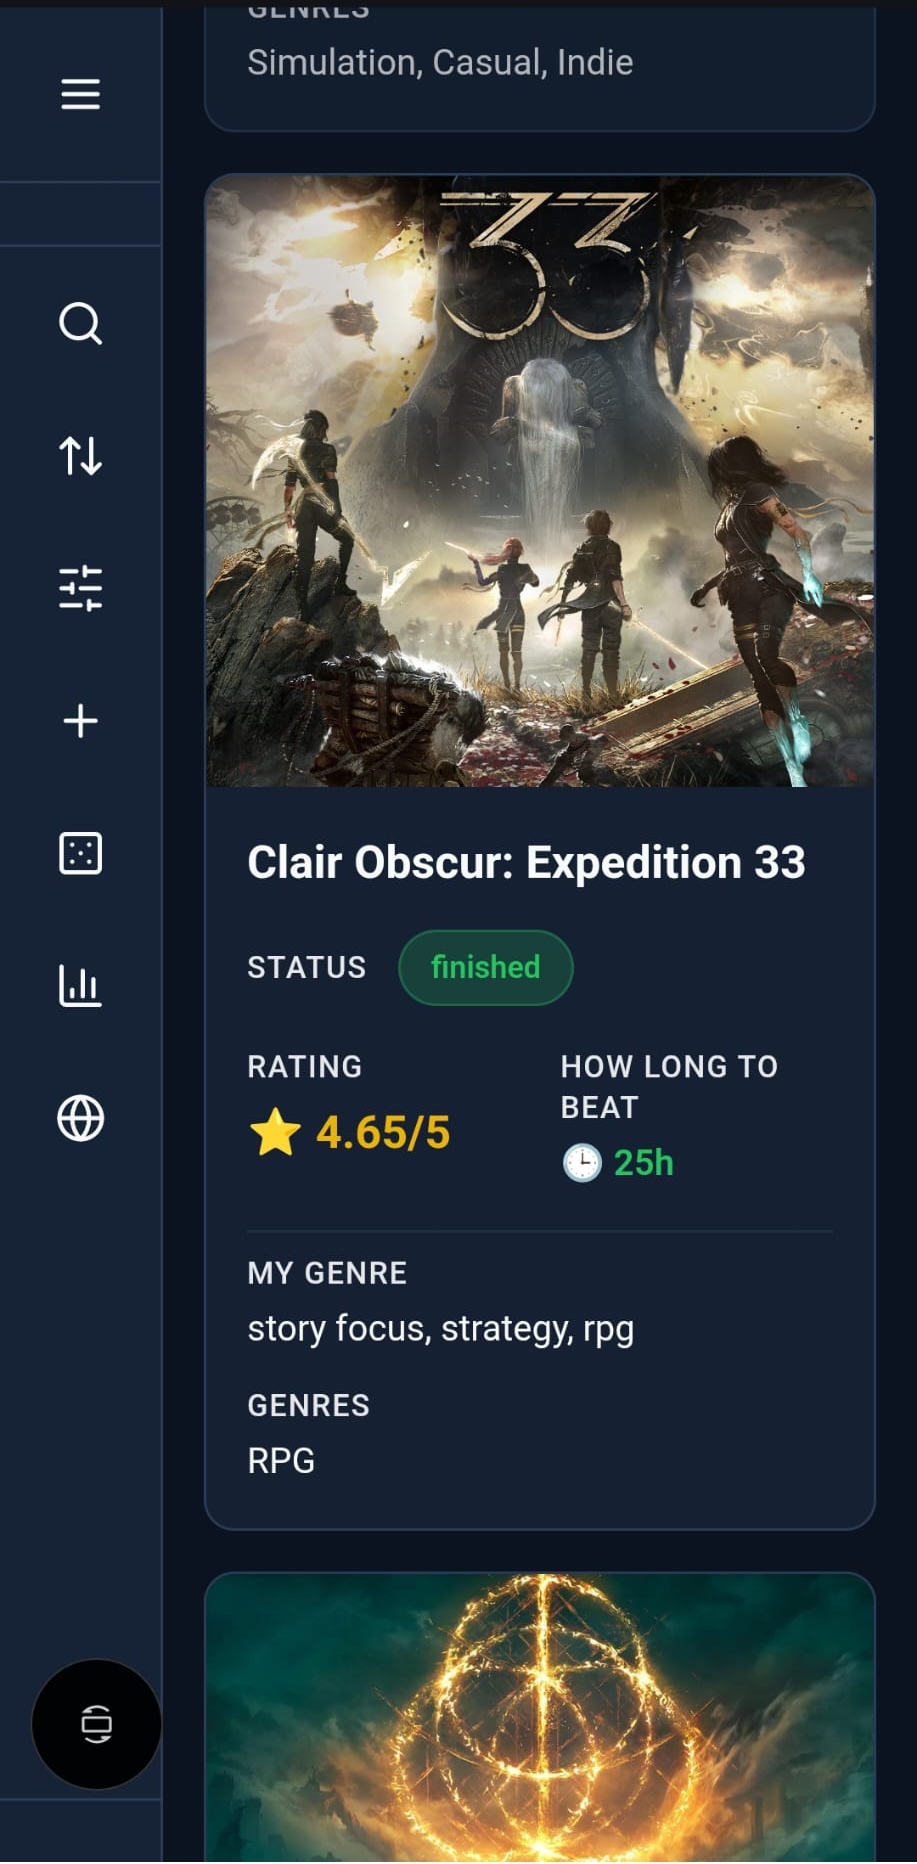 GENRES
Simulation, Casual, Indie
33
Clair Obscur: Expedition 33
STATUS finished
RATING
⭐ 4.65/5
HOW LONG TO
BEAT
🕒 25h
MY GENRE
story focus, strategy, rpg
GENRES
RPG